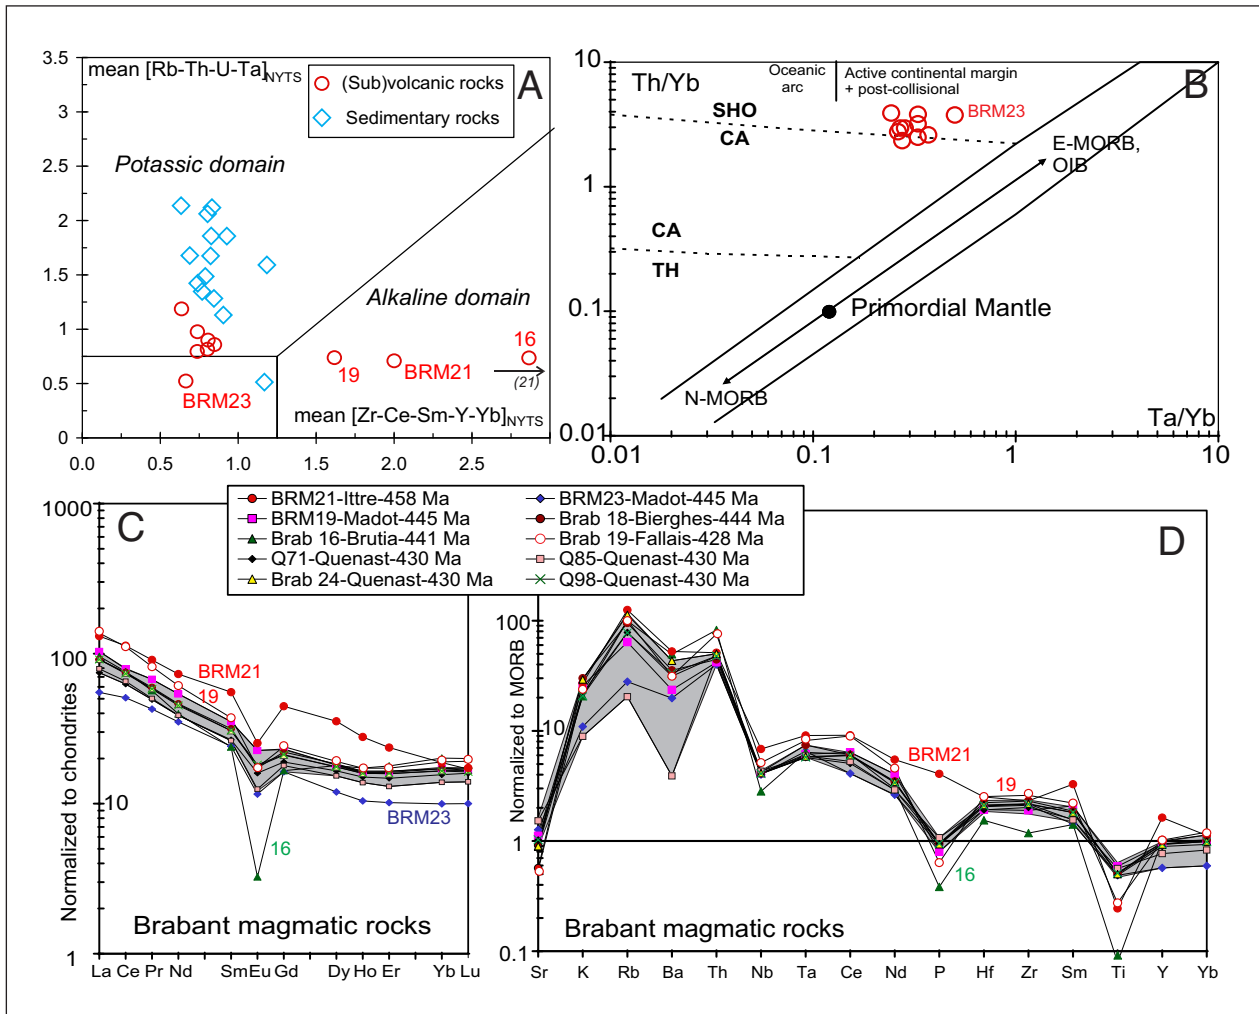 3.5
3
2.5
2
1.5
1
0.5
0
0.0
0.5
1.0
1.5
2.0
2.5
mean [Rb-Th-U-Ta]NYTS
(Sub)volcanic rocks
Sedimentary rocks
A
Potassic domain
Alkaline domain
16
19
BRM21
(21)
BRM23
mean [Zr-Ce-Sm-Y-Yb]NYTS
10
1
0.1
0.01
0.01
0.1
1
10
Th/Yb
Oceanic
arc
Active continental margin
+ post-collisional
B
SHO
CA
BRM23
E-MORB,
OIB
CA
TH
Primordial Mantle
N-MORB
Ta/Yb
BRM21-Ittre-458 Ma
BRM19-Madot-445 Ma
Brab 16-Brutia-441 Ma
Q71-Quenast-430 Ma
Brab 24-Quenast-430 Ma
BRM23-Madot-445 Ma
Brab 18-Bierghes-444 Ma
Brab 19-Fallais-428 Ma
Q85-Quenast-430 Ma
Q98-Quenast-430 Ma
1000
100
10
1
Normalized to chondrites
C
BRM21
19
BRM23
16
Brabant magmatic rocks
La Ce Pr Nd Sm Eu Gd Dy Ho Er Yb Lu
100
10
1
0.1
Normalized to MORB
D
BRM21
19
16
Brabant magmatic rocks
Sr K Rb Ba Th Nb Ta Ce Nd P Hf Zr Sm Ti Y Yb